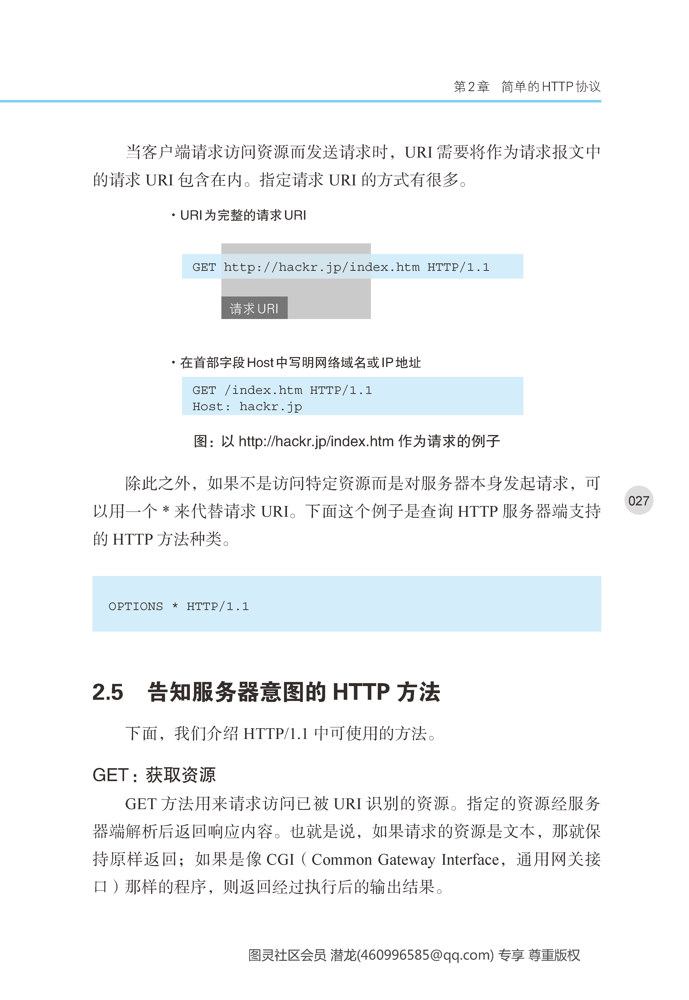 第2章 简单的HTTP协议
当客户端请求访问资源而发送请求时，URI 需要将作为请求报文中
的请求 URI 包含在内。指定请求 URI 的方式有很多。
・URI为完整的请求URI
GET http://hackr.jp/index.htm HTTP/1.1
请求URI
・在首部字段Host中写明网络域名或IP地址
GET /index.htm HTTP/1.1
Host: hackr.jp
图：以 http://hackr.jp/index.htm 作为请求的例子
除此之外，如果不是访问特定资源而是对服务器本身发起请求，可
以用一个 * 来代替请求 URI。下面这个例子是查询 HTTP 服务器端支持
的 HTTP 方法种类。
027
OPTIONS * HTTP/1.1
2.5 告知服务器意图的 HTTP 方法
下面，我们介绍 HTTP/1.1 中可使用的方法。
GET：获取资源
GET 方法用来请求访问已被 URI 识别的资源。指定的资源经服务
器端解析后返回响应内容。也就是说，如果请求的资源是文本，那就保
持原样返回；如果是像 CGI（Common Gateway Interface，通用网关接
口）那样的程序，则返回经过执行后的输出结果。
图灵社区会员 潜龙(460996585@qq.com) 专享 尊重版权